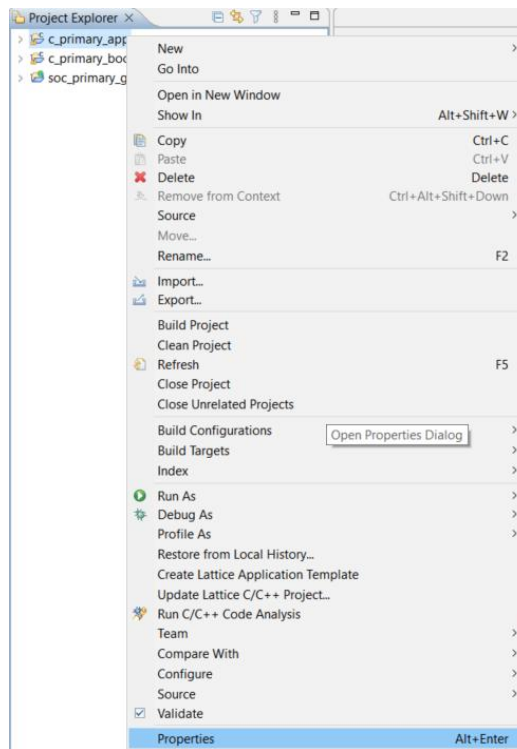 Project Explorer
c_primary_app
c_primary_boo
soc_primary_g
New
Go Into
Open in New Window
Show In Alt+Shift+W
Copy Ctrl+C
Paste Ctrl+V
Delete Delete
Remove from Context Ctrl+Alt+Shift+Down
Source
Move...
Rename... F2
Import...
Export...
Build Project
Clean Project
Refresh F5
Close Project
Close Unrelated Projects
Build Configurations
Open Properties Dialog
Build Targets
Index
Run As
Debug As
Profile As
Restore from Local History...
Create Lattice Application Template
Update Lattice C/C++ Project...
Run C/C++ Code Analysis
Team
Compare With
Configure
Source
Validate
Properties Alt+Enter